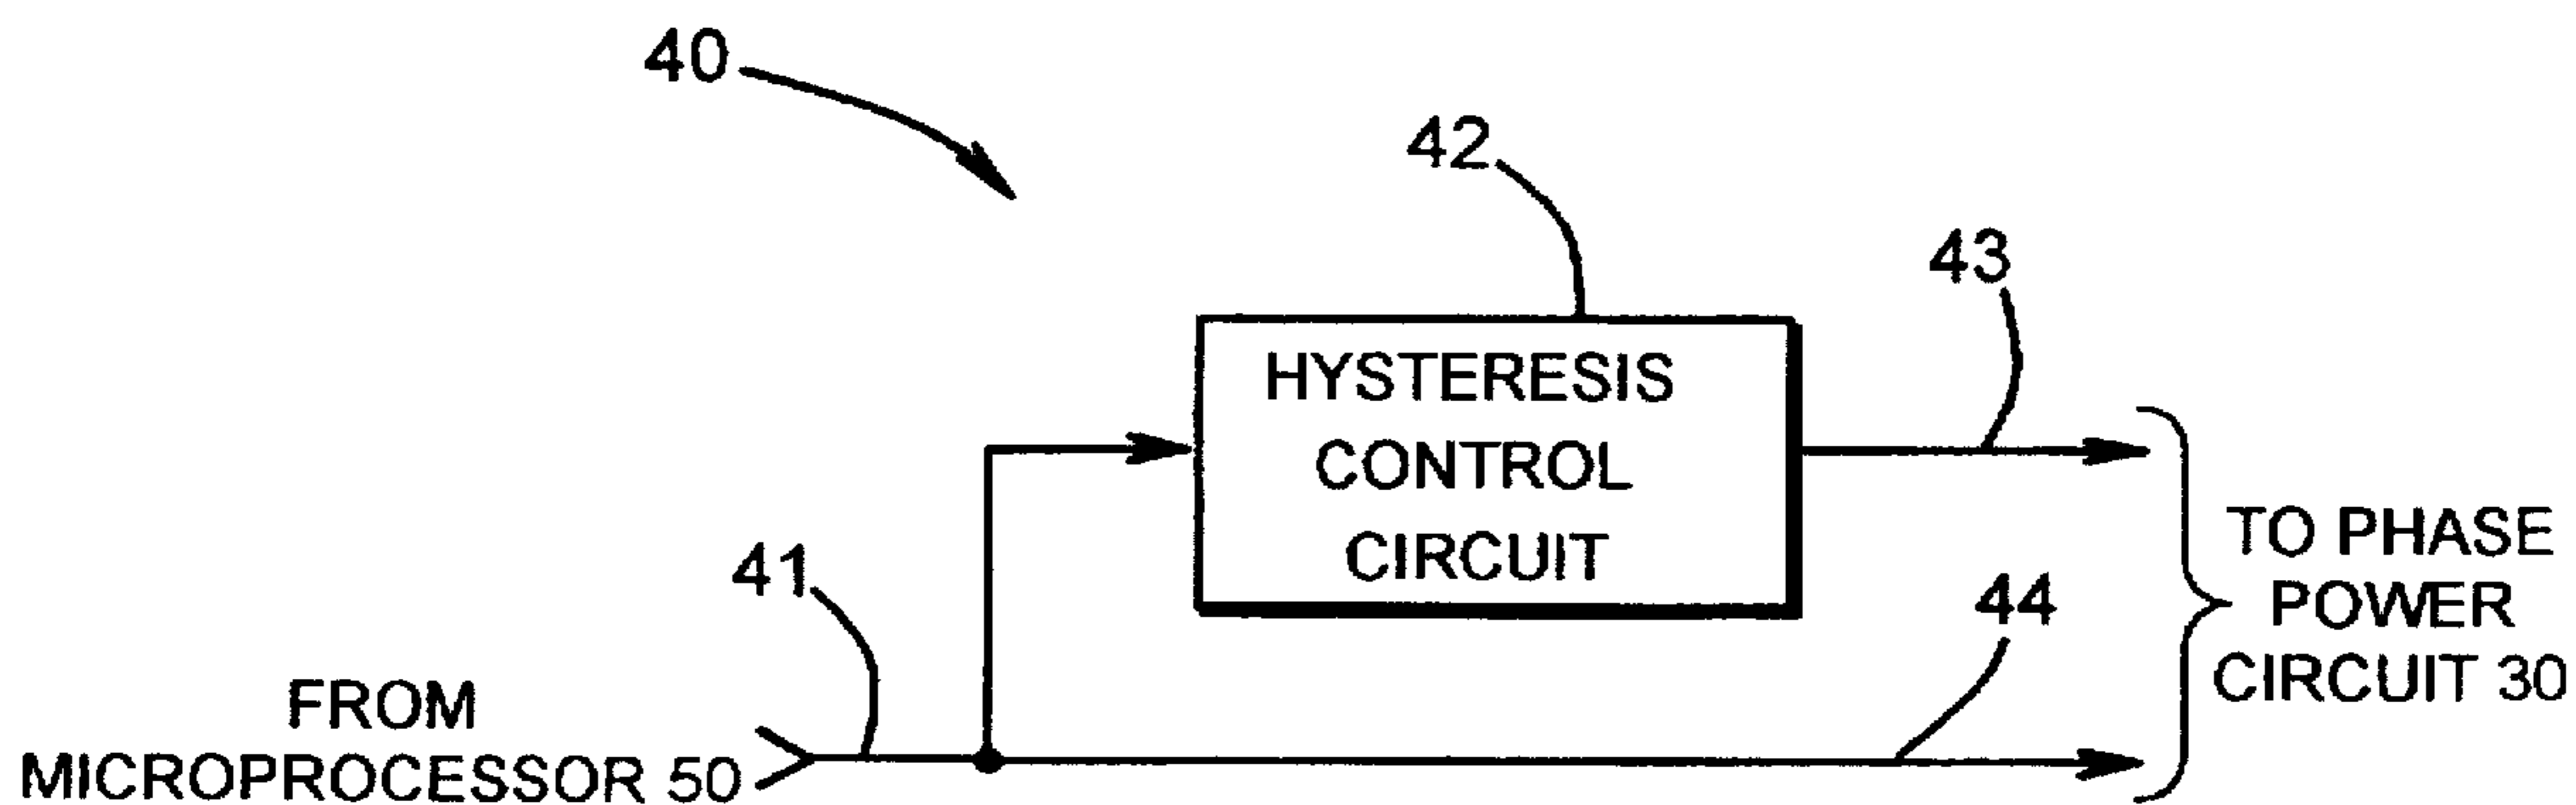 40
42
43
HYSTERESIS
CONTROL
CIRCUIT
41
44
TO PHASE
POWER
CIRCUIT 30
FROM
MICROPROCESSOR 50